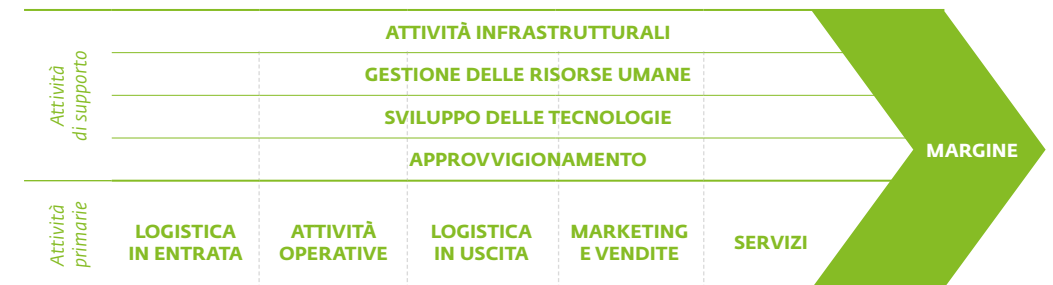 Attività
di supporto
ATTIVITÀ INFRASTRUTTURALI
GESTIONE DELLE RISORSE UMANE
SVILUPPO DELLE TECNOLOGIE
APPROVVIGIONAMENTO
MARGINE
Attività
primarie
LOGISTICA
IN ENTRATA
ATTIVITÀ
OPERATIVE
LOGISTICA
IN USCITA
MARKETING
E VENDITE
SERVIZI